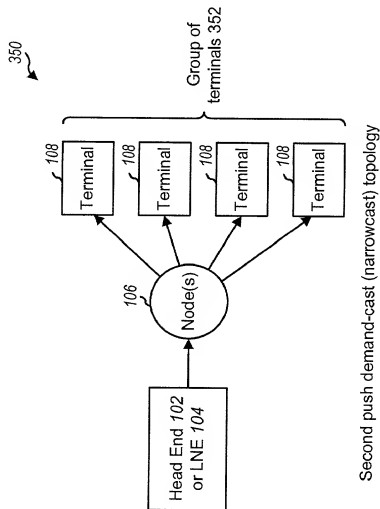 350
Head End 102
or LNE 104
106
Node(s)
108
Terminal
108
Terminal
108
Terminal
108
Terminal
Group of
terminals 352
Second push demand-cast (narrowcast) topology